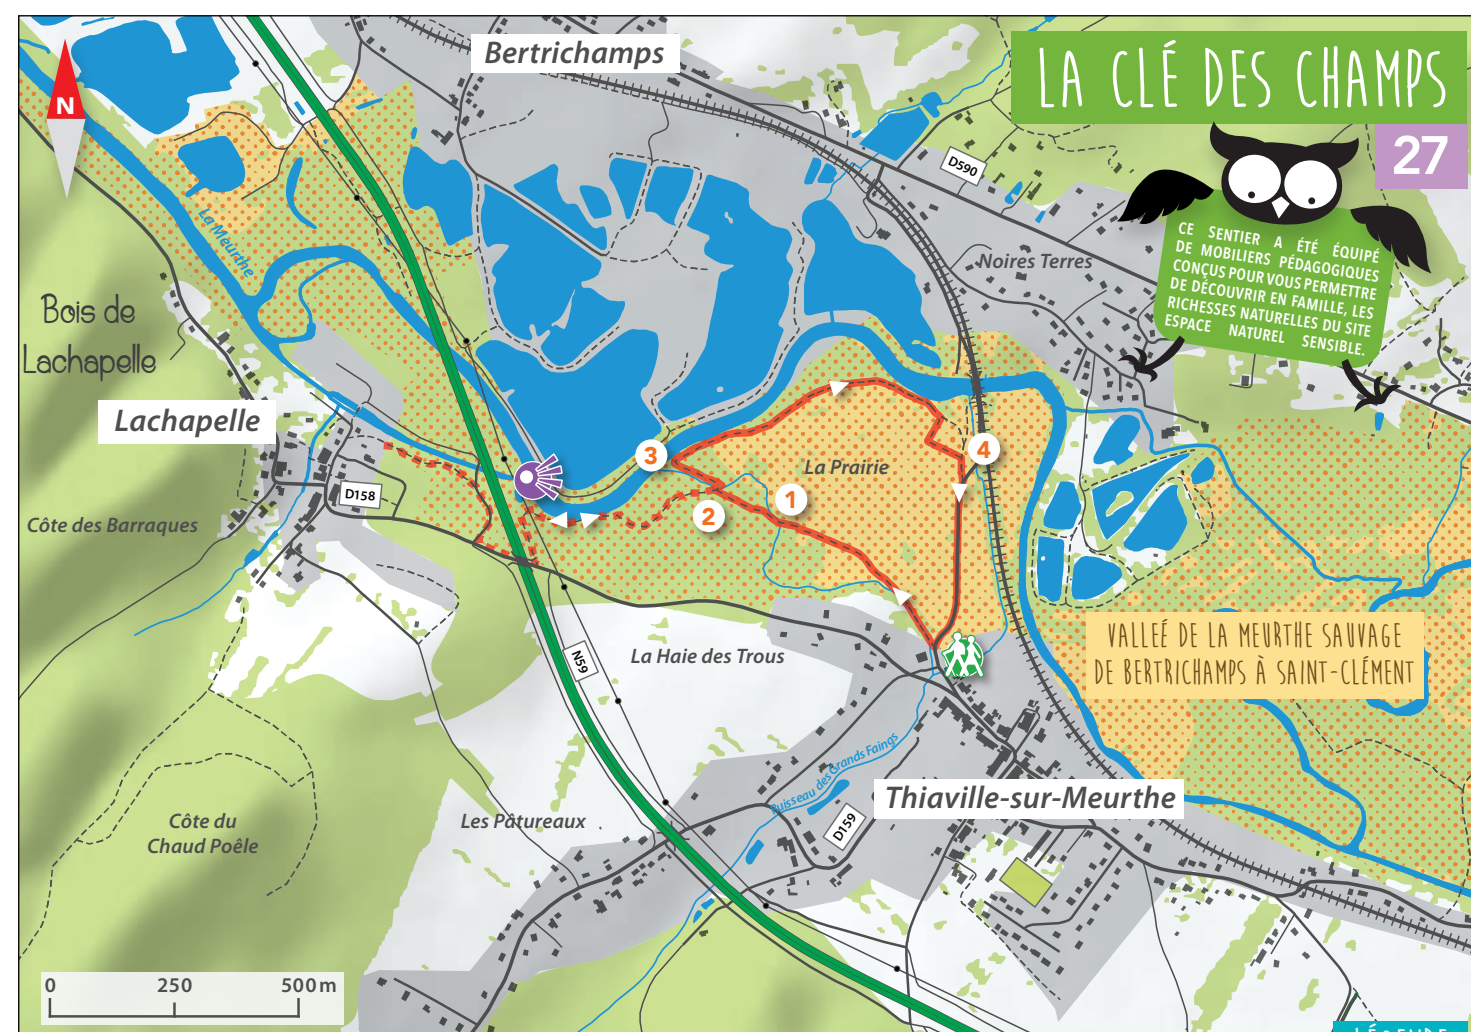 Bertrichamps
LA CLÉ DES CHAMPS
27
N
D590
CE SENTIER A ÉTÉ ÉQUIPÉ
DE MOBILIERS PÉDAGOGIQUES
CONÇUS POUR VOUS PERMETTRE
DE DÉCOUVRIR EN FAMILLE, LES
RICHESSES NATURELLES DU SITE
ESPACE NATUREL SENSIBLE.
La Meurthe
Noires Terres
Bois de
Lachapelle
Lachapelle
3
4
La Prairie
D158
1
2
Côte des Barraques
VALLEÉ DE LA MEURTHE SAUVAGE
DE BERTRICHAMPS À SAINT-CLÉMENT
N59
La Haie des Trous
Ruisseau des Grands Faings
Thiaville-sur-Meurthe
Côte du
Chaud Poêle
Les Pâtureaux
D159
0 250 500 m
LÉGENDE